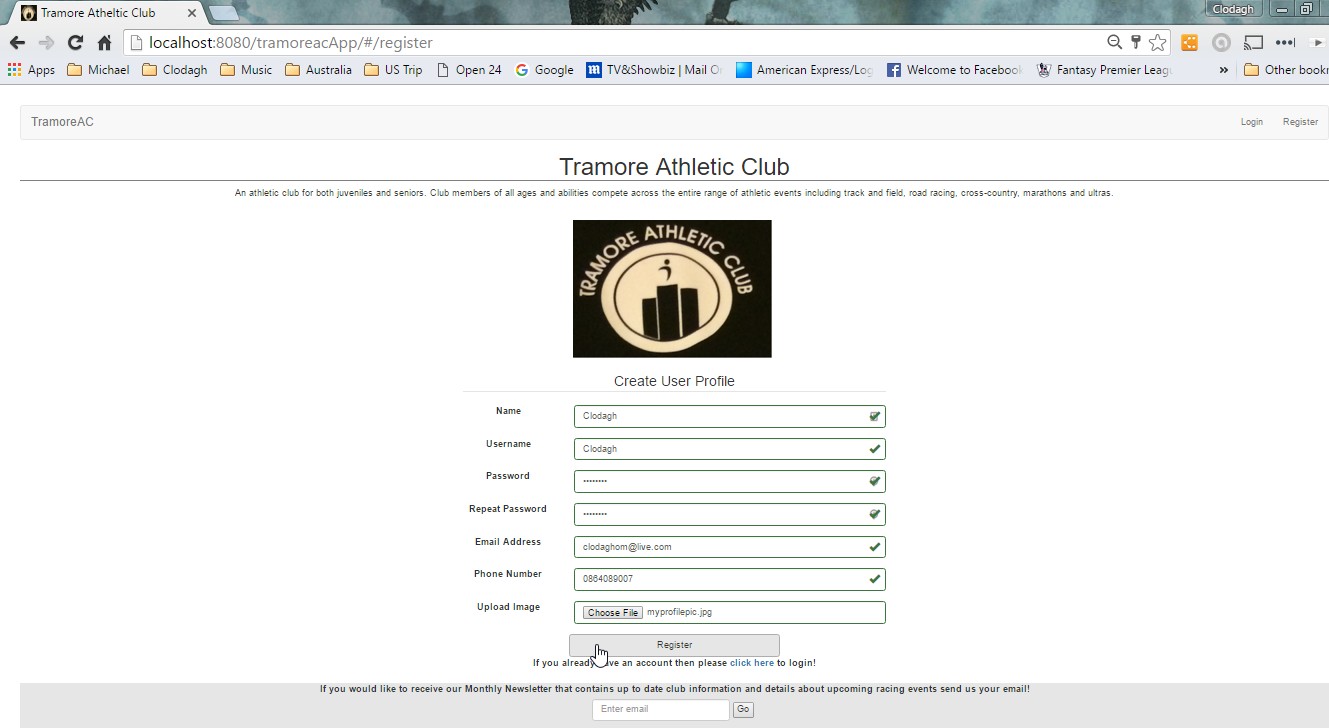 Tramore Atheltic Club
Clodagh
localhost:8080/tramoreacApp/#/register
Apps Michael Clodagh Music Australia US Trip Open 24 Google TV&Showbiz | Mail O American Express/Log Welcome to Facebook Fantasy Premier Leagu » Other bookr
TramoreAC Login Register
Tramore Athletic Club
An athletic club for both juveniles and seniors. Club members of all ages and abilities compete across the entire range of athletic events including track and field, road racing, cross-country, marathons and ultras.
TRAMORE ATHLETIC CLUB
Create User Profile
Name Clodagh
Username Clodagh
Password ••••••••
Repeat Password ••••••••
Email Address clodaghom@live.com
Phone Number 0864089007
Upload Image Choose File myprofilepic.jpg
Register
If you already ve an account then please click here to login!
If you would like to receive our Monthly Newsletter that contains up to date club information and details about upcoming racing events send us your email!
Enter email Go